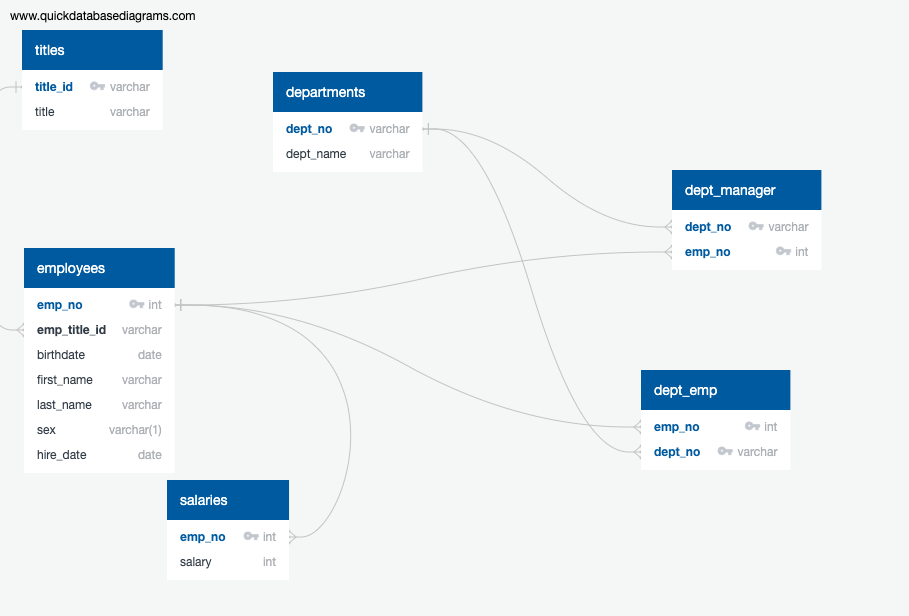 www.quickdatabasediagrams.com
titles
title_id varchar
title varchar
departments
dept_no varchar
dept_name varchar
dept_manager
dept_no varchar
emp_no int
employees
emp_no int
emp_title_id varchar
birthdate date
first_name varchar
last_name varchar
sex varchar(1)
hire_date date
dept_emp
emp_no int
dept_no varchar
salaries
emp_no int
salary int